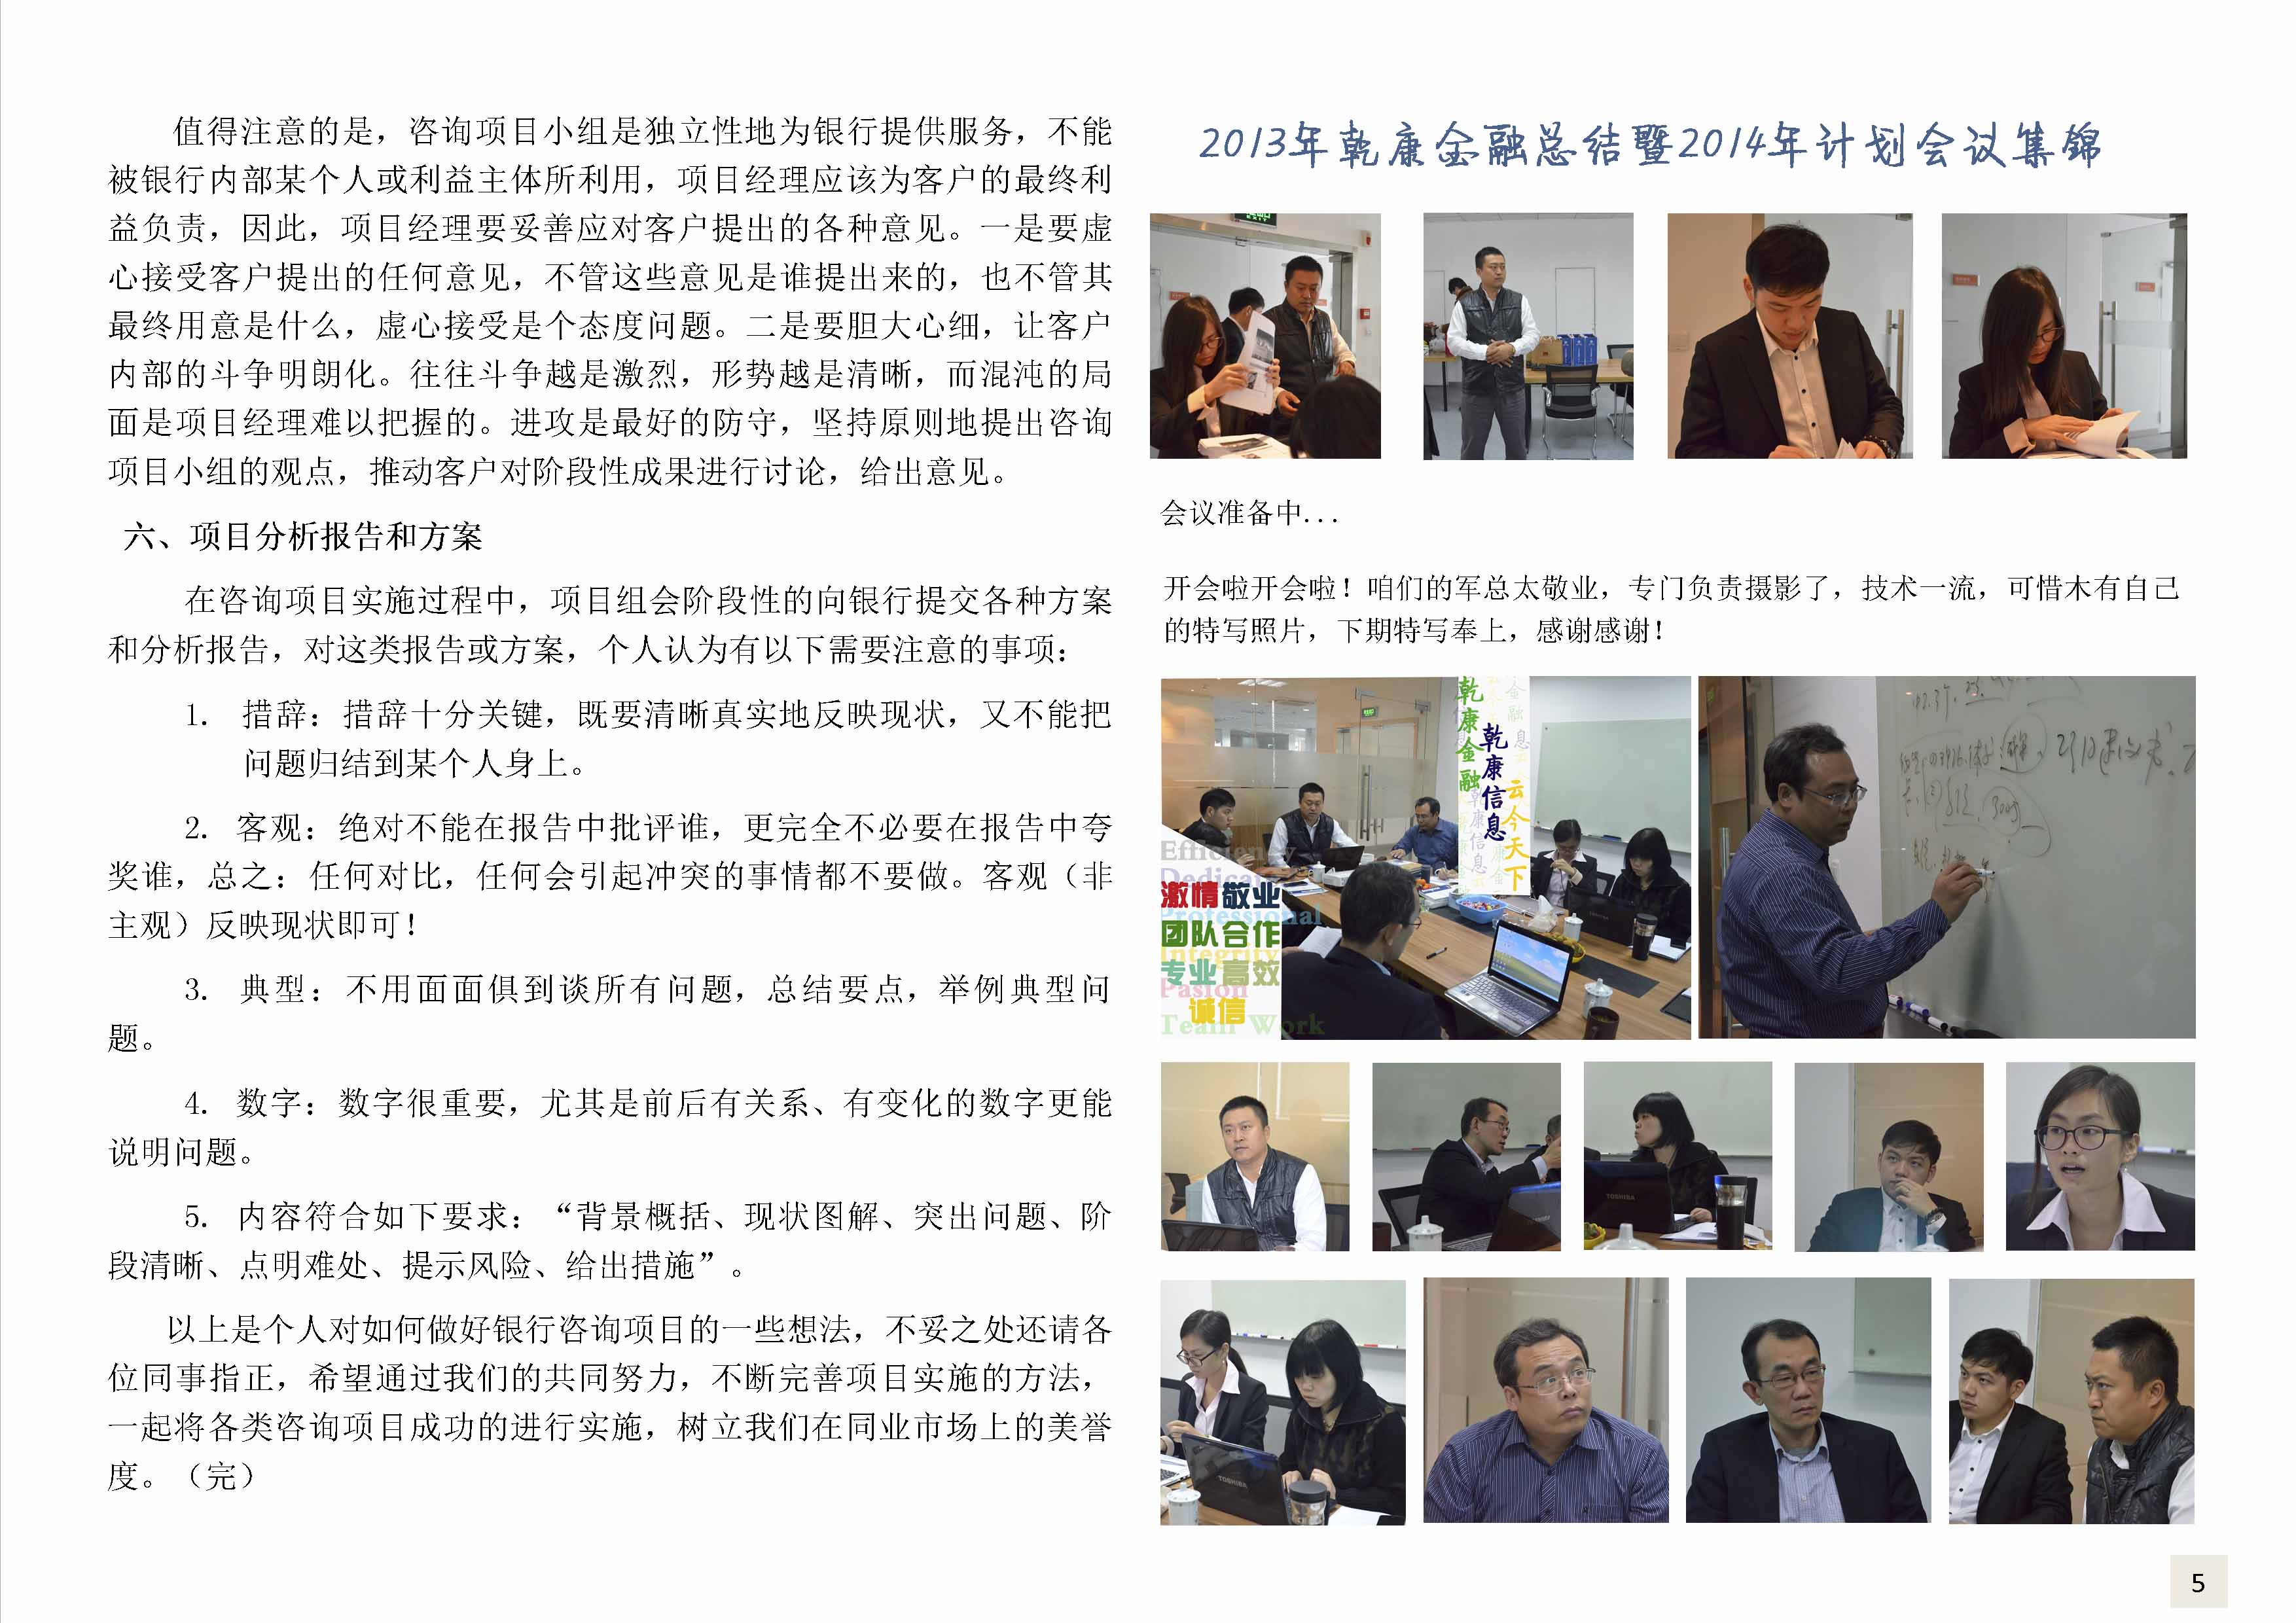 值得注意的是，咨询项目小组是独立性地为银行提供服务，不能
被银行内部某个人或利益主体所利用，项目经理应该为客户的最终利
益负责，因此，项目经理要妥善应对客户提出的各种意见。一是要虚
心接受客户提出的任何意见，不管这些意见是谁提出来的，也不管其
最终用意是什么，虚心接受是个态度问题。二是要胆大心细，让客户
内部的斗争明朗化。往往斗争越是激烈，形势越是清晰，而混沌的局
面是项目经理难以把握的。进攻是最好的防守，坚持原则地提出咨询
项目小组的观点，推动客户对阶段性成果进行讨论，给出意见。
六、项目分析报告和方案
在咨询项目实施过程中，项目组会阶段性的向银行提交各种方案
和分析报告，对这类报告或方案，个人认为有以下需要注意的事项：
1. 措辞：措辞十分关键，既要清晰真实地反映现状，又不能把
问题归结到某个人身上。
2. 客观：绝对不能在报告中批评谁，更完全不必要在报告中夸
奖谁，总之：任何对比，任何会引起冲突的事情都不要做。客观（非
主观）反映现状即可！
3. 典型：不用面面俱到谈所有问题，总结要点，举例典型问
题。
4. 数字：数字很重要，尤其是前后有关系、有变化的数字更能
说明问题。
5. 内容符合如下要求：“背景概括、现状图解、突出问题、阶
段清晰、点明难处、提示风险、给出措施”。
以上是个人对如何做好银行咨询项目的一些想法，不妥之处还请各
位同事指正，希望通过我们的共同努力，不断完善项目实施的方法，
一起将各类咨询项目成功的进行实施，树立我们在同业市场上的美誉
度。（完）
2013年乾康金融总结暨2014年计划会议集锦
会议准备中...
开会啦开会啦！咱们的军总太敬业，专门负责摄影了，技术一流，可惜木有自己
的特写照片，下期特写奉上，感谢感谢！
乾康金融
乾康信息
云今天下
Efficiency
激情敬业
Professional
团队合作
Integrity
专业高效
Pasion
诚信
Team Work
TOSHIBA
TOSHIBA
5